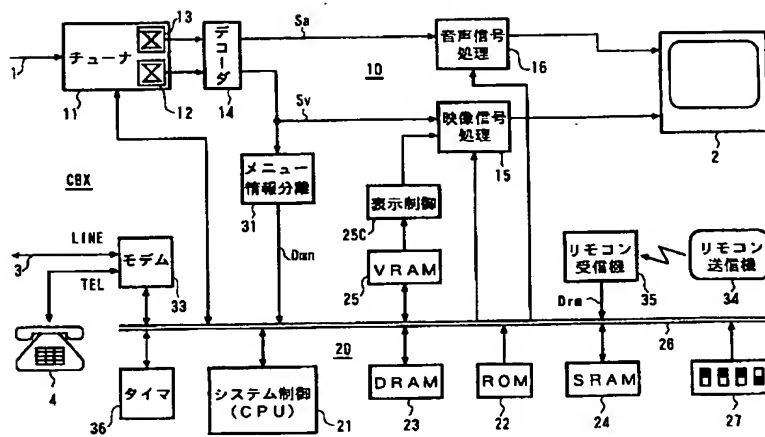 13
Sa
音声信号
処理
チューナ
デコーダ
1
10
16
11
12
14
Sv
映像信号
処理
2
メニュー
情報分離
15
CBX
31
表示制御
25C
LINE
モデム
Dmn
リモコン
受信機
リモコン
送信機
3
TEL
VRAM
33
25
Drm
35
34
26
20
4
タイマ
システム制御
(CPU)
DRAM
ROM
SRAM
36
21
23
22
24
27